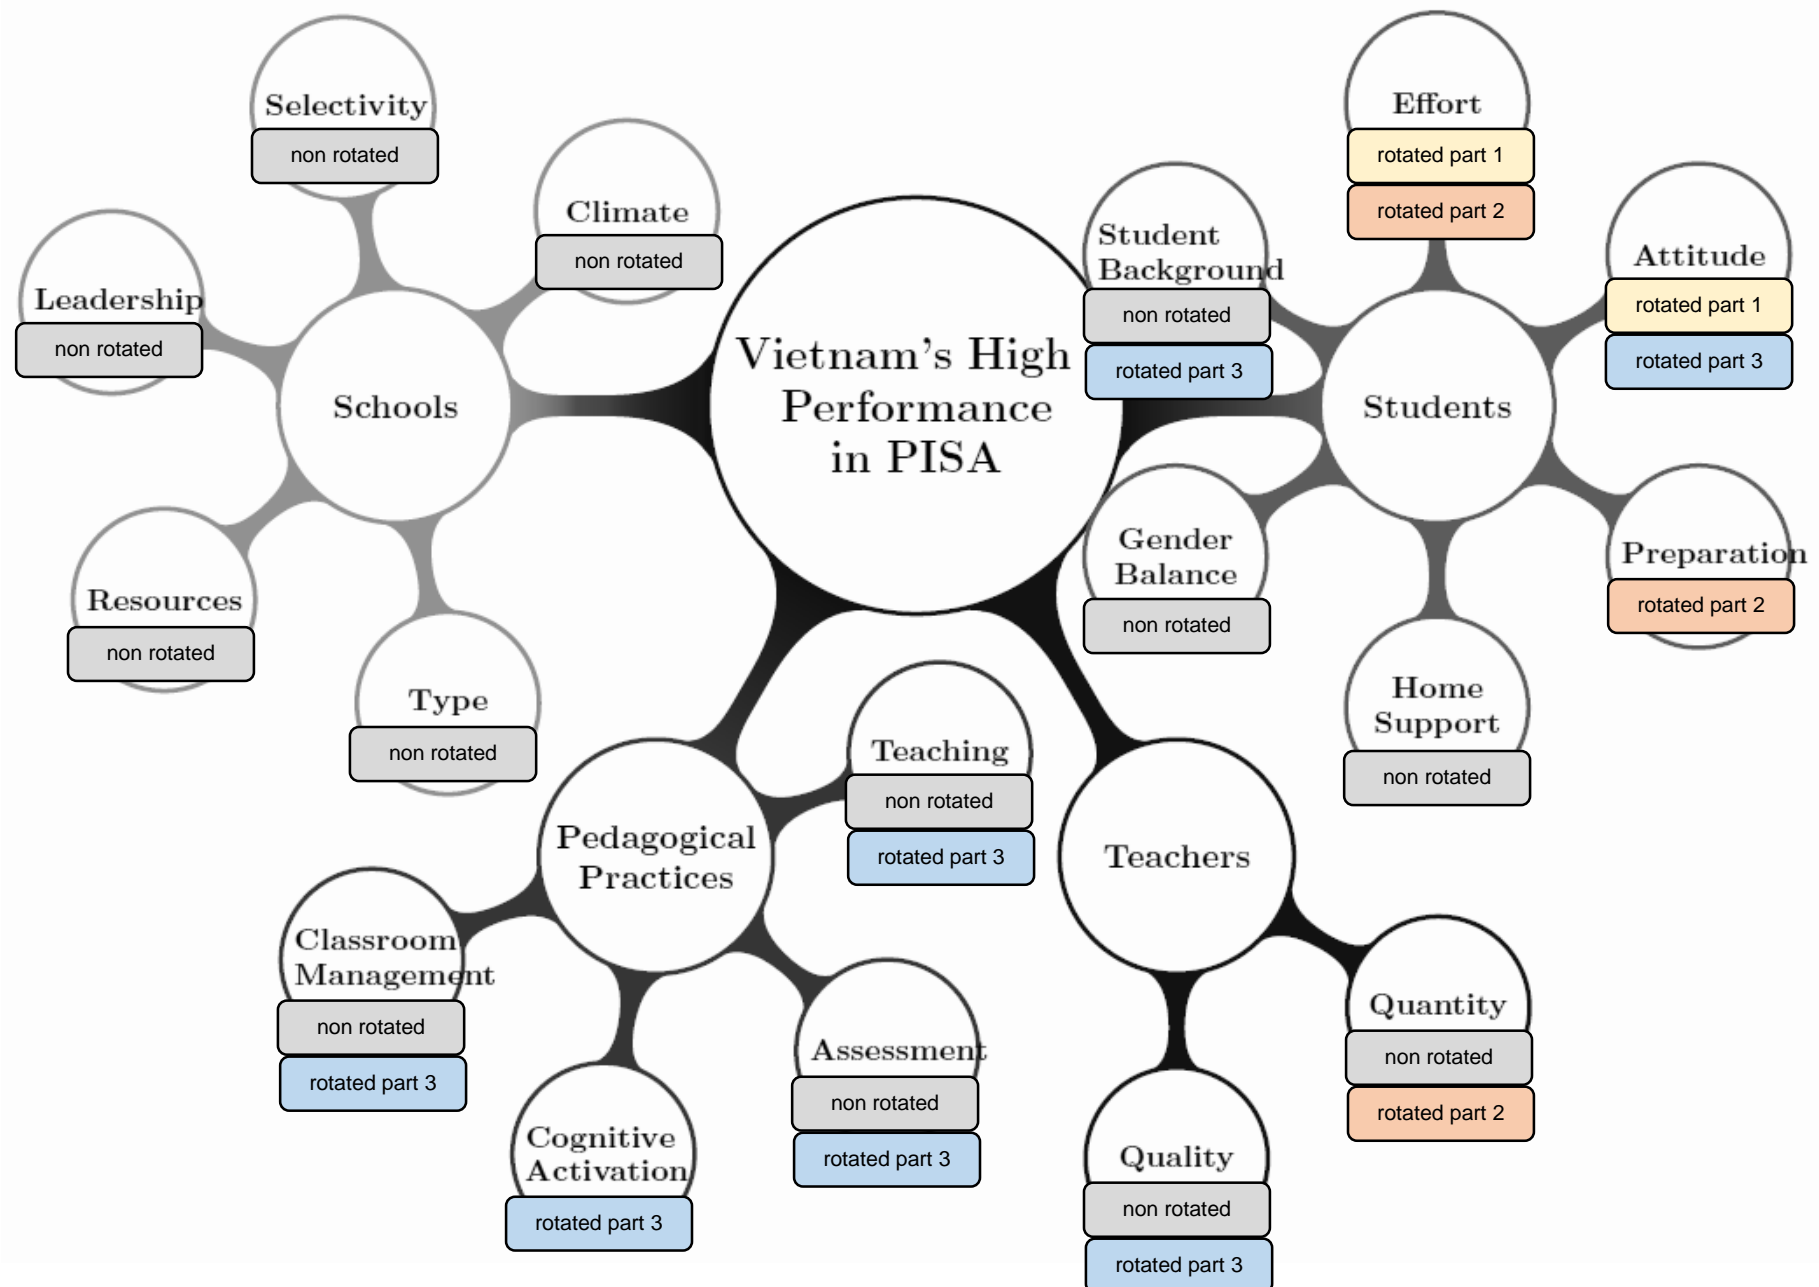 Vietnam's High
Performance
in PISA
Schools
Selectivity
non rotated
Climate
non rotated
Leadership
non rotated
Resources
non rotated
Type
non rotated
Students
Effort
rotated part 1
rotated part 2
Student
Background
non rotated
rotated part 3
Attitude
rotated part 1
rotated part 3
Gender
Balance
non rotated
Preparation
rotated part 2
Home
Support
non rotated
Pedagogical
Practices
Teaching
non rotated
rotated part 3
Classroom
Management
non rotated
rotated part 3
Cognitive
Activation
rotated part 3
Assessment
non rotated
rotated part 3
Teachers
Quantity
non rotated
rotated part 2
Quality
non rotated
rotated part 3